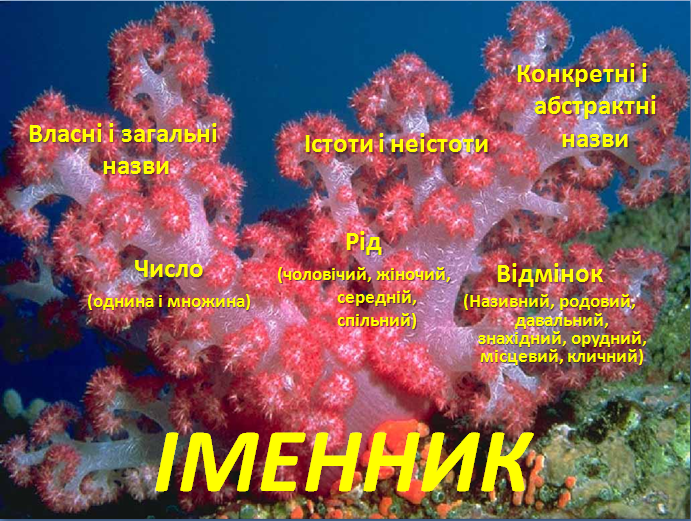 Конкретні і
абстрактні
назви
Власні і загальні
назви
Істоти і неістоти
Рід
(чоловічий, жіночий,
середній,
спільний)
Число
(однина і множина)
Відмінок
(Називний, родовий,
давальний,
знахідний, орудний,
місцевий, кличний)
ІМЕННИК